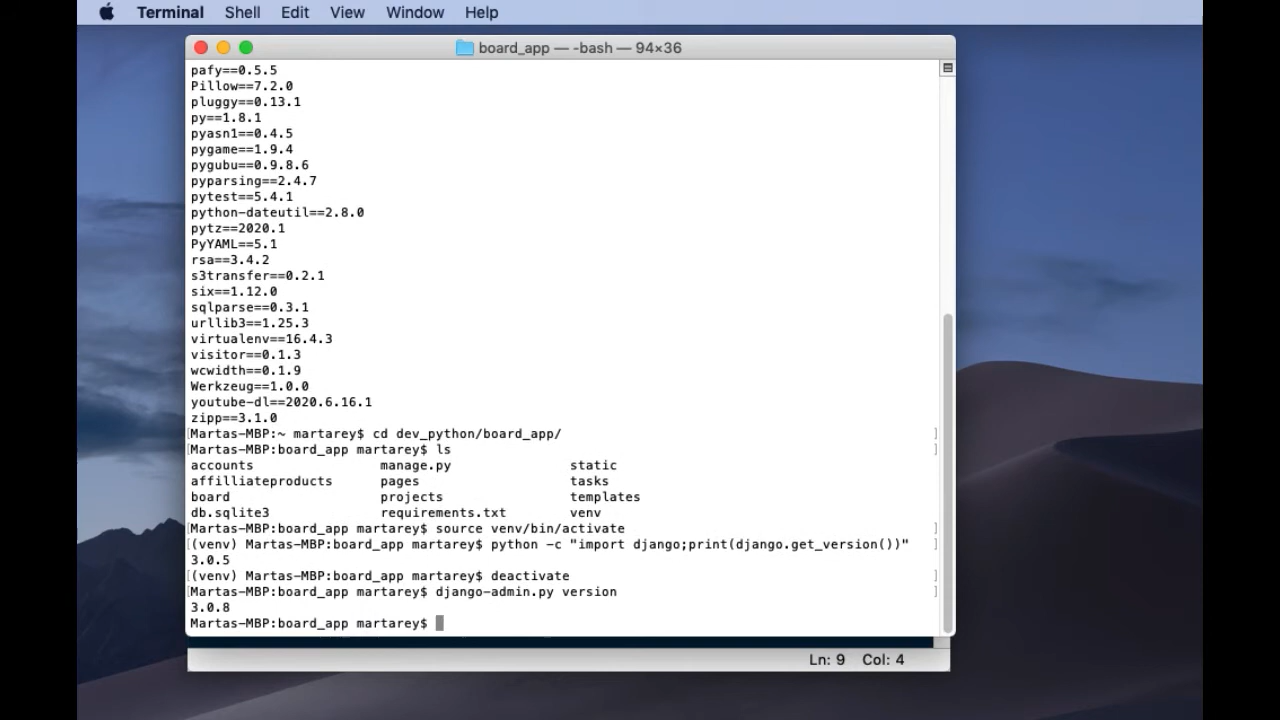 Terminal Shell Edit View Window Help
board_app — -bash — 94×36
pafy==0.5.5
Pillow==7.2.0
pluggy==0.13.1
py==1.8.1
pyasn1==0.4.5
pygame==1.9.4
pygubu==0.9.8.6
pyparsing==2.4.7
pytest==5.4.1
python-dateutil==2.8.0
pytz==2020.1
PyYAML==5.1
rsa==3.4.2
s3transfer==0.2.1
six==1.12.0
sqlparse==0.3.1
urllib3==1.25.3
virtualenv==16.4.3
visitor==0.1.3
wcwidth==0.1.9
Werkzeug==1.0.0
youtube-dl==2020.6.16.1
zipp==3.1.0
[Martas-MBP:~ martarey$ cd dev_python/board_app/ ]
[Martas-MBP:board_app martarey$ ls ]
accounts manage.py static
affilliateproducts pages tasks
board projects templates
db.sqlite3 requirements.txt venv
[Martas-MBP:board_app martarey$ source venv/bin/activate ]
[(venv) Martas-MBP:board_app martarey$ python -c "import django;print(django.get_version())" ]
3.0.5
[(venv) Martas-MBP:board_app martarey$ deactivate ]
[Martas-MBP:board_app martarey$ django-admin.py version ]
3.0.8
Martas-MBP:board_app martarey$
Ln: 9 Col: 4